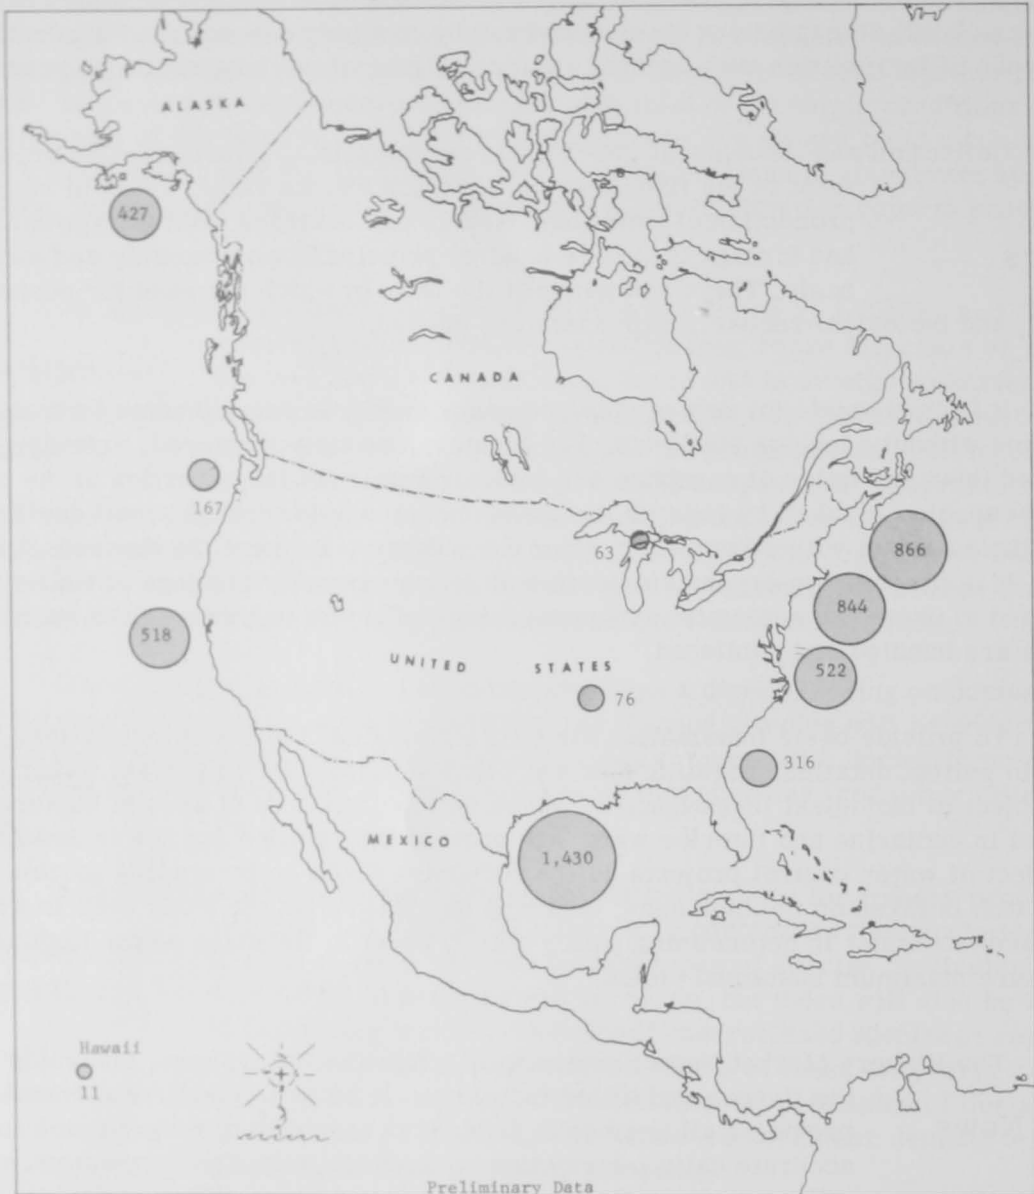 ALASKA
427
CANADA
167
63
866
844
518
UNITED STATES
522
76
316
MEXICO
1,430
Hawaii
11
Preliminary Data